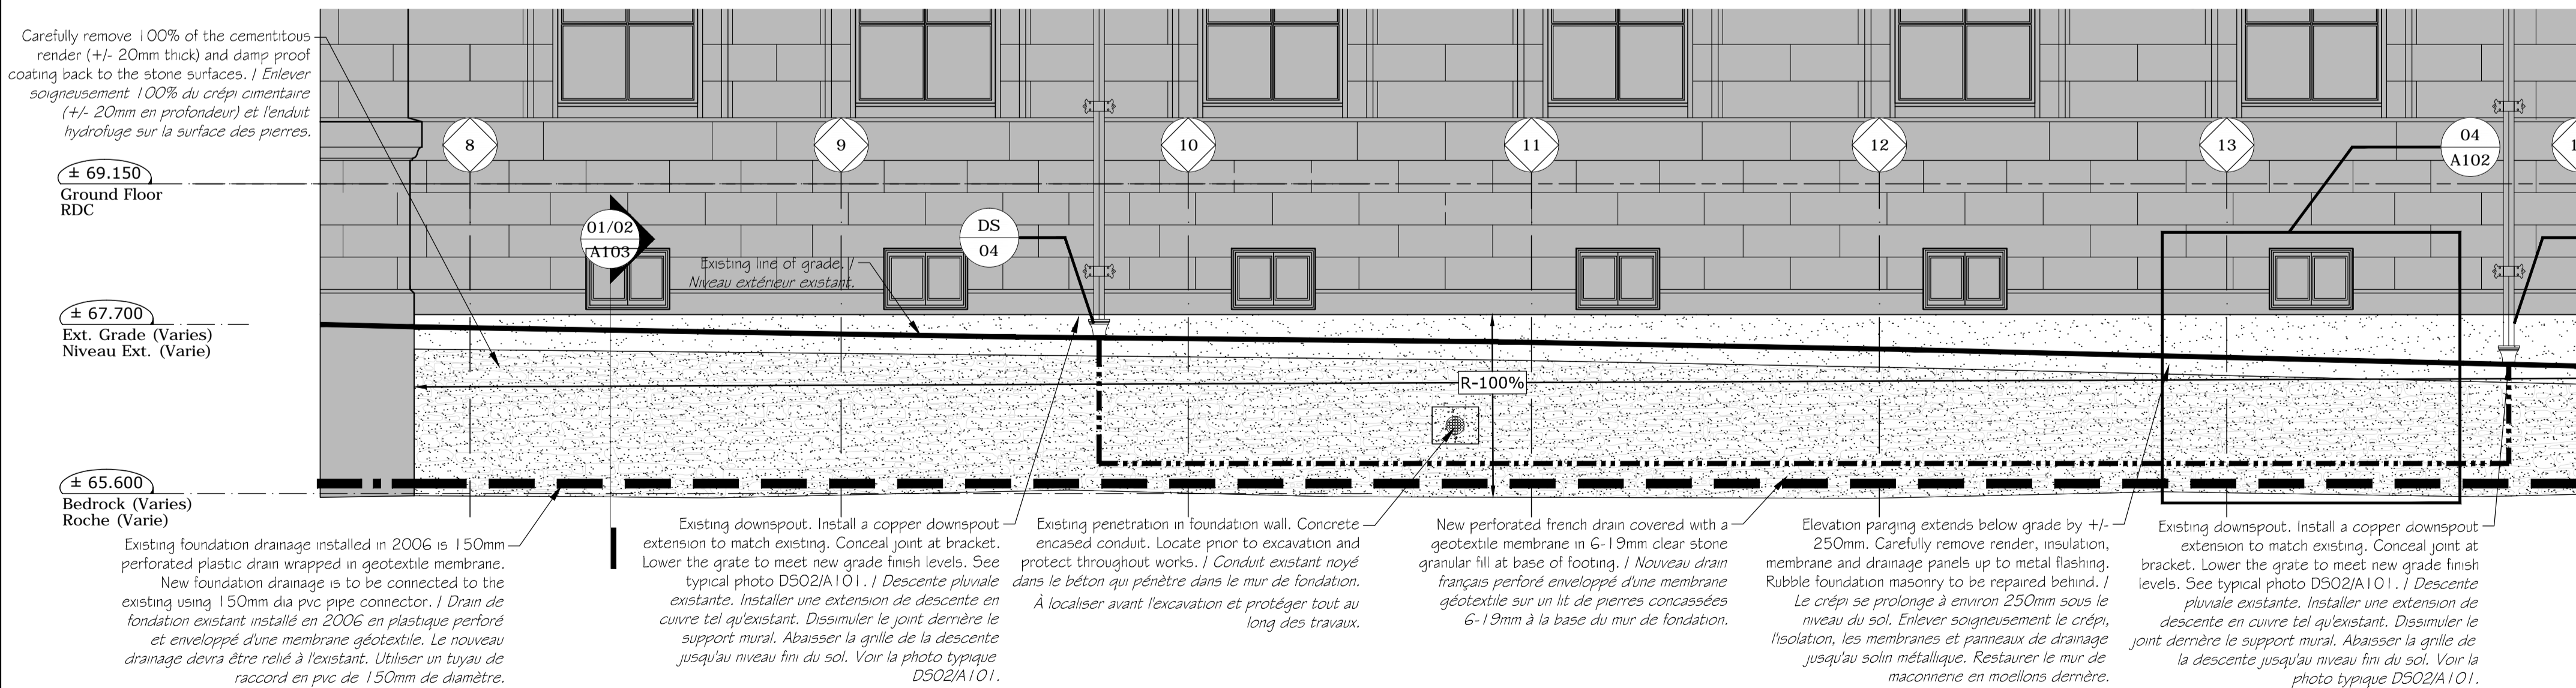 Carefully remove 100% of the cementitous
render (+/- 20mm thick) and damp proof
coating back to the stone surfaces. / Enlever
soigneusement 100% du crépi cimentaire
(+/- 20mm en profondeur) et l'enduit
hydrofuge sur la surface des pierres.
8
9
10
11
12
13
04
A102
± 69.150
Ground Floor
RDC
01/02
A103
DS
04
Existing line of grade. /
Niveau extérieur existant.
± 67.700
Ext. Grade (Varies)
Niveau Ext. (Varie)
R-100%
± 65.600
Bedrock (Varies)
Roche (Varie)
Existing foundation drainage installed in 2006 is 150mm
perforated plastic drain wrapped in geotextile membrane.
New foundation drainage is to be connected to the
existing using 150mm dia pvc pipe connector. / Drain de
fondation existant installé en 2006 en plastique perforé
et enveloppé d'une membrane géotextile. Le nouveau
drainage devra être relié à l'existant. Utiliser un tuyau de
raccord en pvc de 150mm de diamètre.
Existing downspout. Install a copper downspout
extension to match existing. Conceal joint at bracket.
Lower the grate to meet new grade finish levels. See
typical photo DS02/A101. / Descente pluviale
existante. Installer une extension de descente en
cuivre tel qu'existant. Dissimuler le joint derrière le
support mural. Abaisser la grille de la descente
jusqu'au niveau fini du sol. Voir la photo typique
DS02/A101.
Existing penetration in foundation wall. Concrete
encased conduit. Locate prior to excavation and
protect throughout works. / Conduit existant noyé
dans le béton qui pénètre dans le mur de fondation.
À localiser avant l'excavation et protéger tout au
long des travaux.
New perforated french drain covered with a
geotextile membrane in 6-19mm clear stone
granular fill at base of footing. / Nouveau drain
français perforé enveloppé d'une membrane
géotextile sur un lit de pierres concassées
6-19mm à la base du mur de fondation.
Elevation parging extends below grade by +/-
250mm. Carefully remove render, insulation,
membrane and drainage panels up to metal flashing.
Rubble foundation masonry to be repaired behind. /
Le crépi se prolonge à environ 250mm sous le
niveau du sol. Enlever soigneusement le crépi,
l'isolation, les membranes et panneaux de drainage
jusqu'au solin métallique. Restaurer le mur de
maconnerie en moellons derrière.
Existing downspout. Install a copper downspout
extension to match existing. Conceal joint at
bracket. Lower the grate to meet new grade finish
levels. See typical photo DS02/A101. / Descente
pluviale existante. Installer une extension de
descente en cuivre tel qu'existant. Dissimuler le
joint derrière le support mural. Abaisser la grille de
la descente jusqu'au niveau fini du sol. Voir la
photo typique DS02/A101.